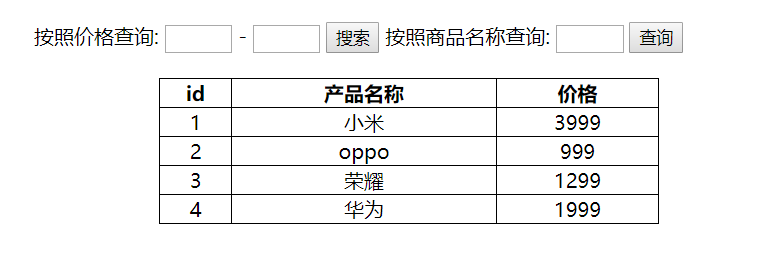 按照价格查询: - 搜索 按照商品名称查询: 查询
id 产品名称 价格
1 小米 3999
2 oppo 999
3 荣耀 1299
4 华为 1999